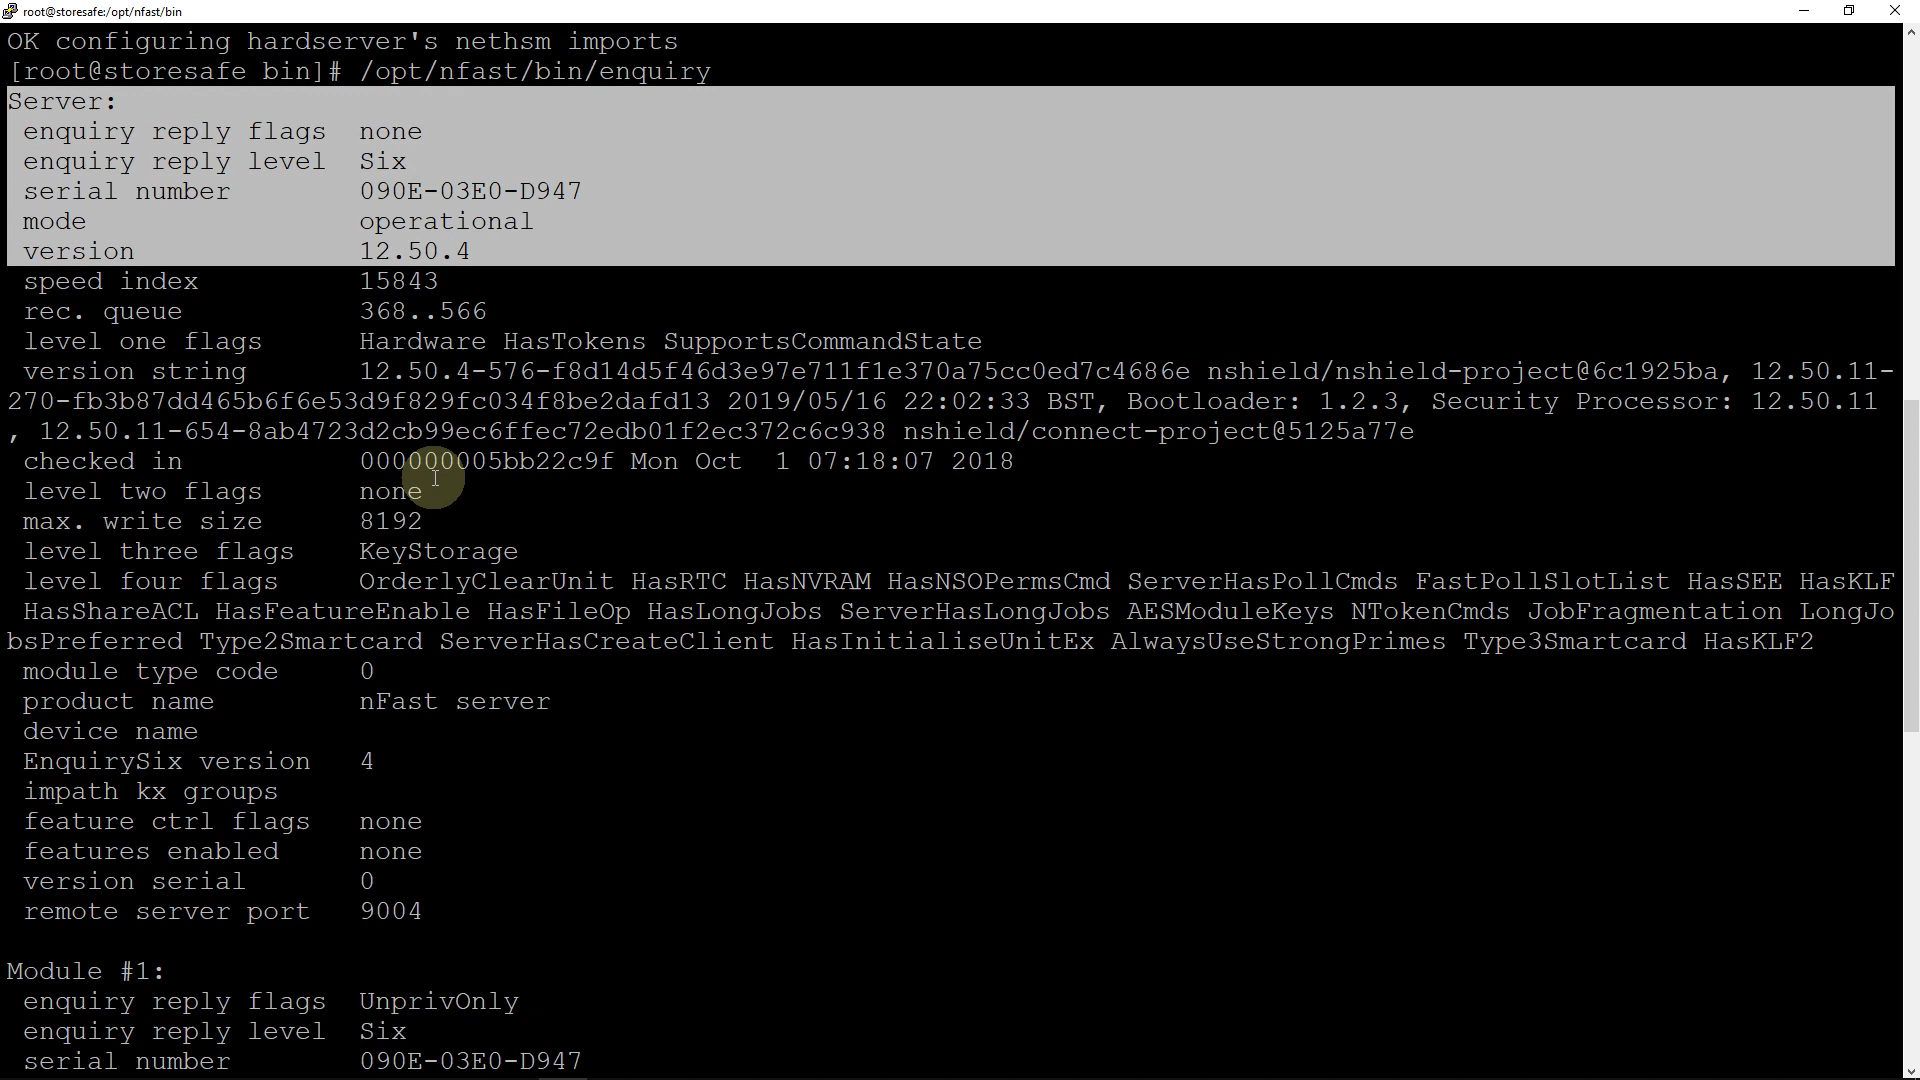 root@storesafe:/opt/nfast/bin
OK configuring hardserver's nethsm imports
[root@storesafe bin]# /opt/nfast/bin/enquiry
Server:
enquiry reply flags  none
enquiry reply level  Six
serial number        090E-03E0-D947
mode                 operational
version              12.50.4
speed index          15843
rec. queue           368..566
level one flags      Hardware HasTokens SupportsCommandState
version string       12.50.4-576-f8d14d5f46d3e97e711f1e370a75cc0ed7c4686e nshield/nshield-project@6c1925ba, 12.50.11-
270-fb3b87dd465b6f6e53d9f829fc034f8be2dafd13 2019/05/16 22:02:33 BST, Bootloader: 1.2.3, Security Processor: 12.50.11
, 12.50.11-654-8ab4723d2cb99ec6ffec72edb01f2ec372c6c938 nshield/connect-project@5125a77e
checked in           000000005bb22c9f Mon Oct  1 07:18:07 2018
level two flags      none
max. write size      8192
level three flags    KeyStorage
level four flags     OrderlyClearUnit HasRTC HasNVRAM HasNSOPermsCmd ServerHasPollCmds FastPollSlotList HasSEE HasKLF
HasShareACL HasFeatureEnable HasFileOp HasLongJobs ServerHasLongJobs AESModuleKeys NTokenCmds JobFragmentation LongJo
bsPreferred Type2Smartcard ServerHasCreateClient HasInitialiseUnitEx AlwaysUseStrongPrimes Type3Smartcard HasKLF2
module type code     0
product name         nFast server
device name
EnquirySix version   4
impath kx groups
feature ctrl flags   none
features enabled     none
version serial       0
remote server port   9004
Module #1:
enquiry reply flags  UnprivOnly
enquiry reply level  Six
serial number        090E-03E0-D947